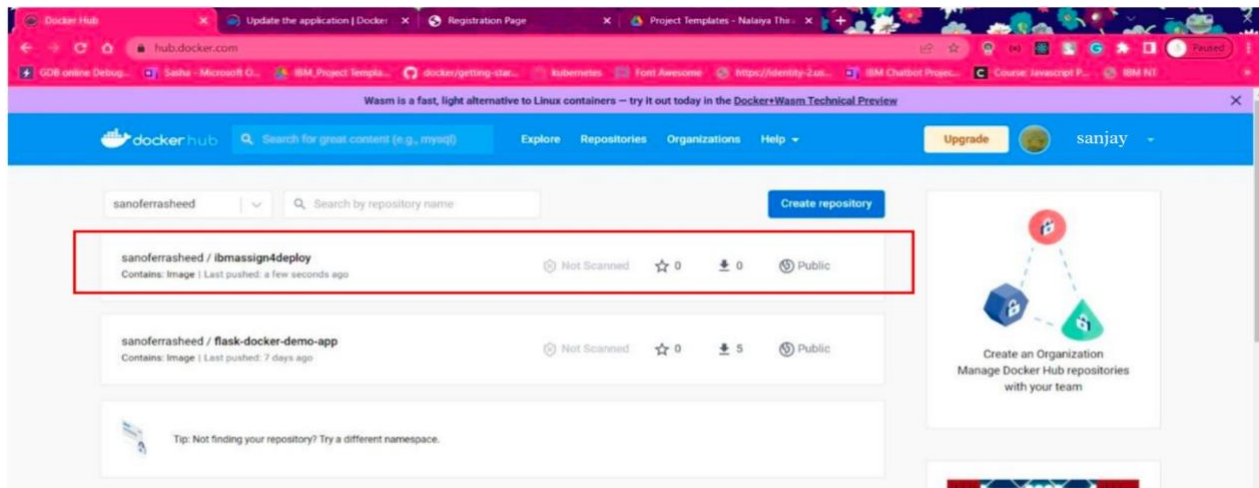 Docker Hub
Update the application | Docker
Registration Page
Project Templates - Nalaiya Thira
hub.docker.com
Paused
GDB online Debug...
Sasha - Microsoft O...
IBM_Project Templa...
docker/getting-star...
kubernetes
Font Awesome
IBM Chatbot Projec...
Course: Javascript P...
IBM NT
Wasm is a fast, light alternative to Linux containers — try it out today in the Docker+Wasm Technical Preview
dockerhub
Search for great content (e.g., mysql)
Explore
Repositories
Organizations
Help
Upgrade
sanjay
sanoferrasheed
Search by repository name
Create repository
sanoferrasheed / ibmassign4deploy
Contains: Image | Last pushed: a few seconds ago
Not Scanned
0
0
Public
sanoferrasheed / flask-docker-demo-app
Contains: Image | Last pushed: 7 days ago
Not Scanned
0
5
Public
Create an Organization
Manage Docker Hub repositories
with your team
Tip: Not finding your repository? Try a different namespace.